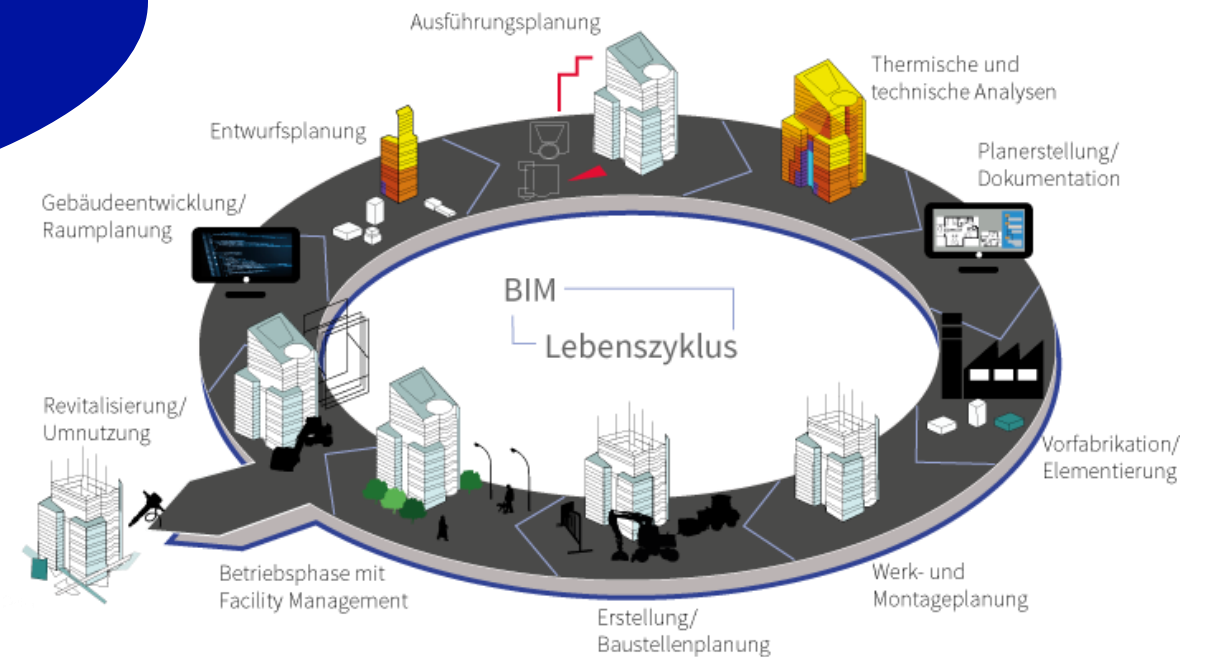 Ausführungsplanung
Thermische und
technische Analysen
Entwurfsplanung
Planerstellung/
Dokumentation
Gebäudeentwicklung/
Raumplanung
BIM
Lebenszyklus
Revitalisierung/
Umnutzung
Vorfabrikation/
Elementierung
Betriebsphase mit
Facility Management
Werk- und
Montageplanung
Erstellung/
Baustellenplanung